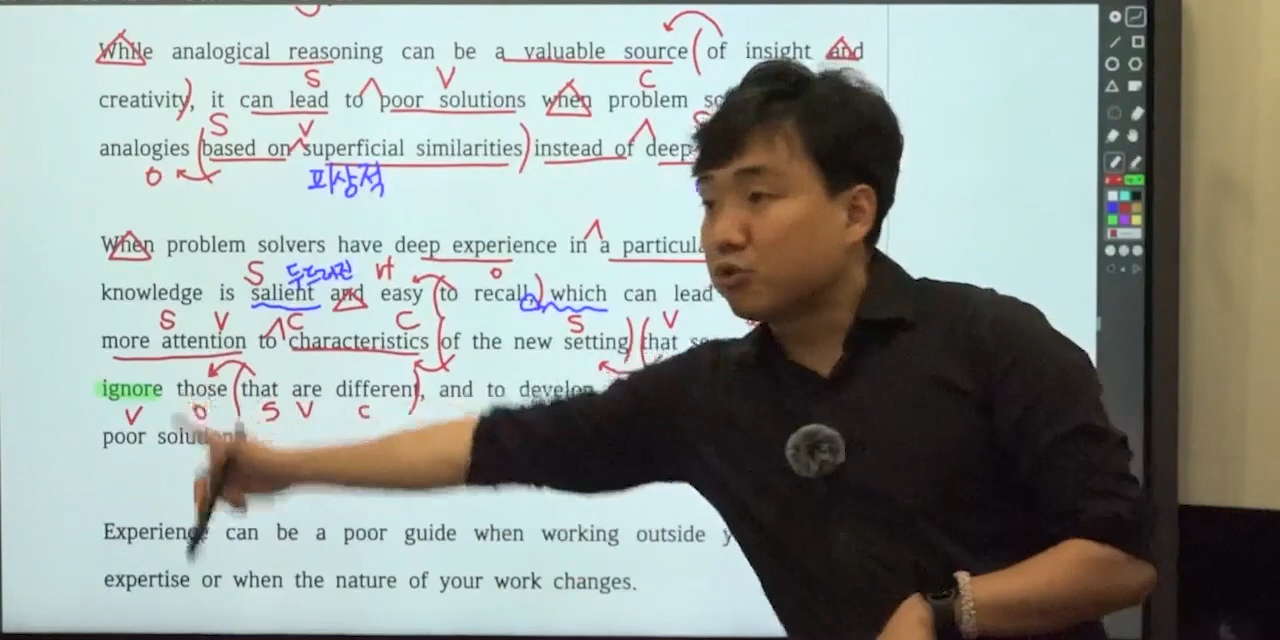 While analogical reasoning can be a valuable source of insight and
S V C
creativity, it can lead to poor solutions when problem
S V
analogies based on superficial similarities instead of deep
O 피상적
When problem solvers have deep experience in a
S 두드러진 vt O
knowledge is salient and easy to recall, which can lead
S V C C S V
more attention to characteristics of the new setting that
ignore those that are different, and to develop
V O S V C
poor
Experience can be a poor guide when working outside
expertise or when the nature of your work changes.